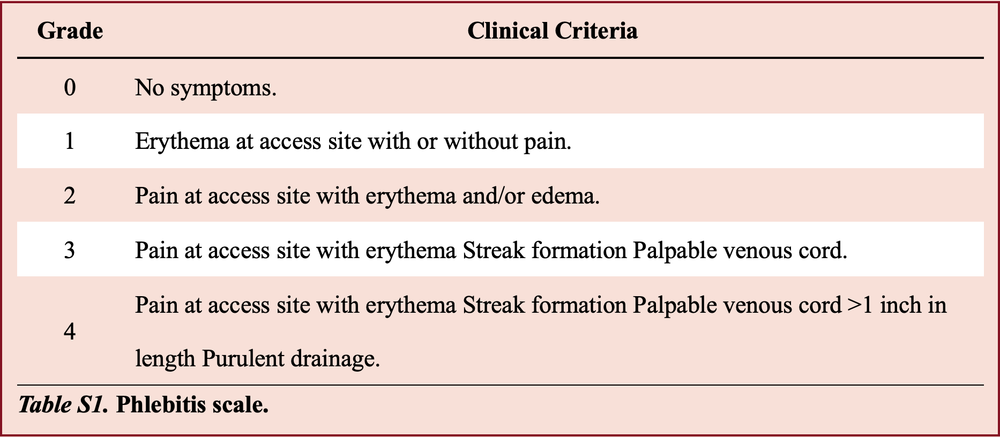 Grade Clinical Criteria
0 No symptoms.
1 Erythema at access site with or without pain.
2 Pain at access site with erythema and/or edema.
3 Pain at access site with erythema Streak formation Palpable venous cord.
4 Pain at access site with erythema Streak formation Palpable venous cord >1 inch in
length Purulent drainage.
Table S1. Phlebitis scale.